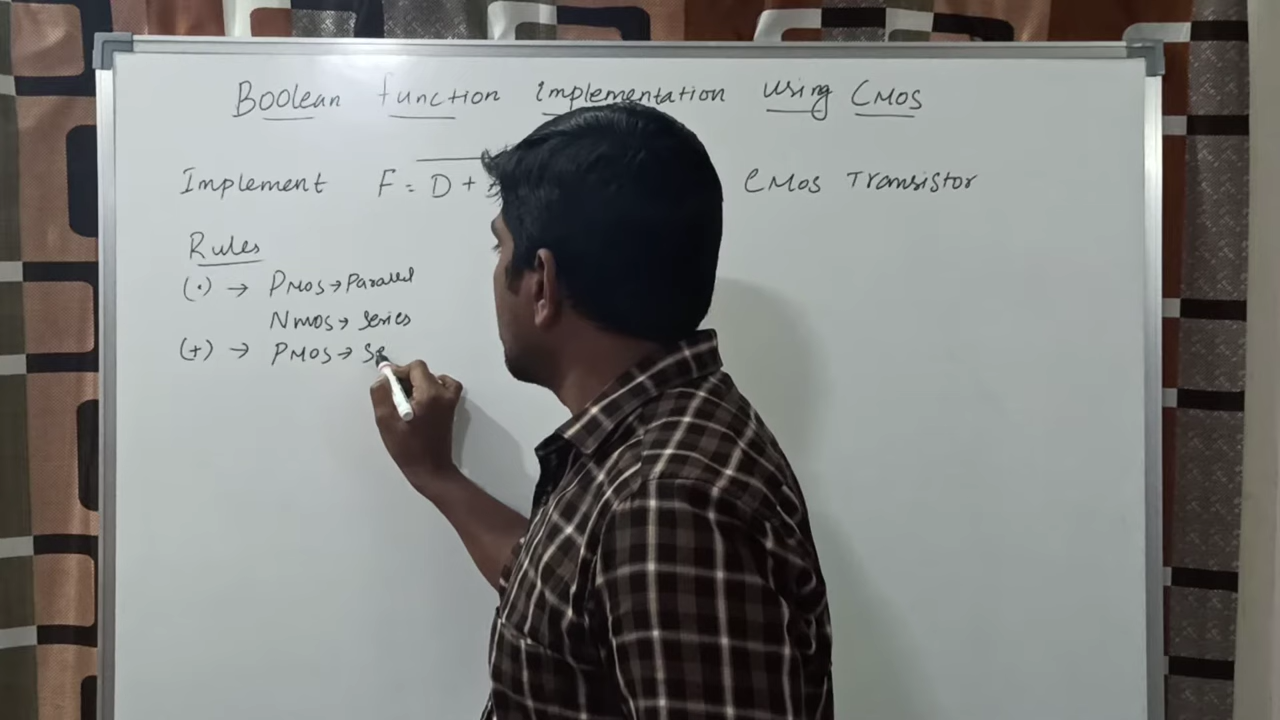 Boolean function implementation using CMOS
Implement F = D + CMOS Transistor
Rules
(.) → PMOS → Parallel
NMOS → series
(+) → PMOS → Se